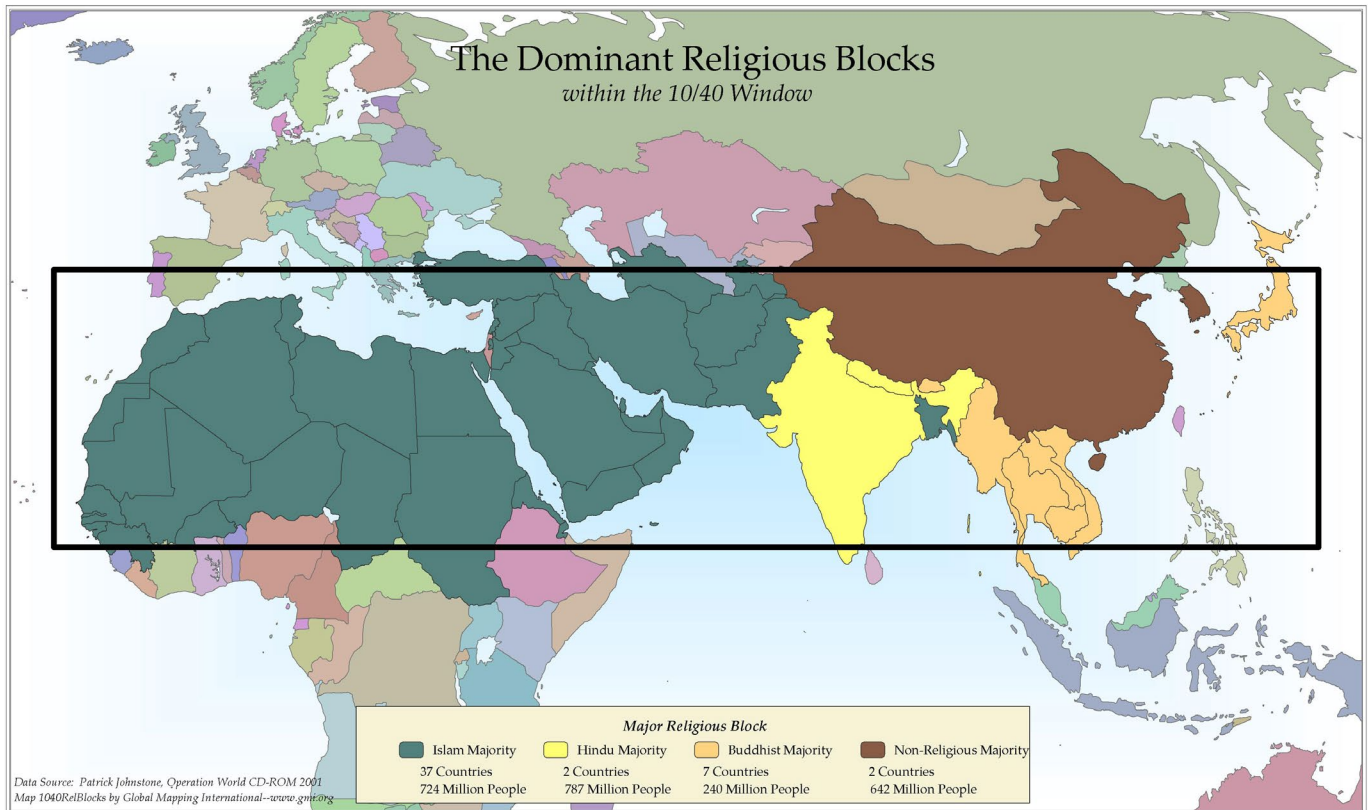 The Dominant Religious Blocks
within the 10/40 Window
Major Religious Block
Islam Majority
37 Countries
724 Million People
Hindu Majority
2 Countries
787 Million People
Buddhist Majority
7 Countries
240 Million People
Non-Religious Majority
2 Countries
642 Million People
Data Source: Patrick Johnstone, Operation World CD-ROM 2001
Map 1040RelBlocks by Global Mapping International--www.gmi.org